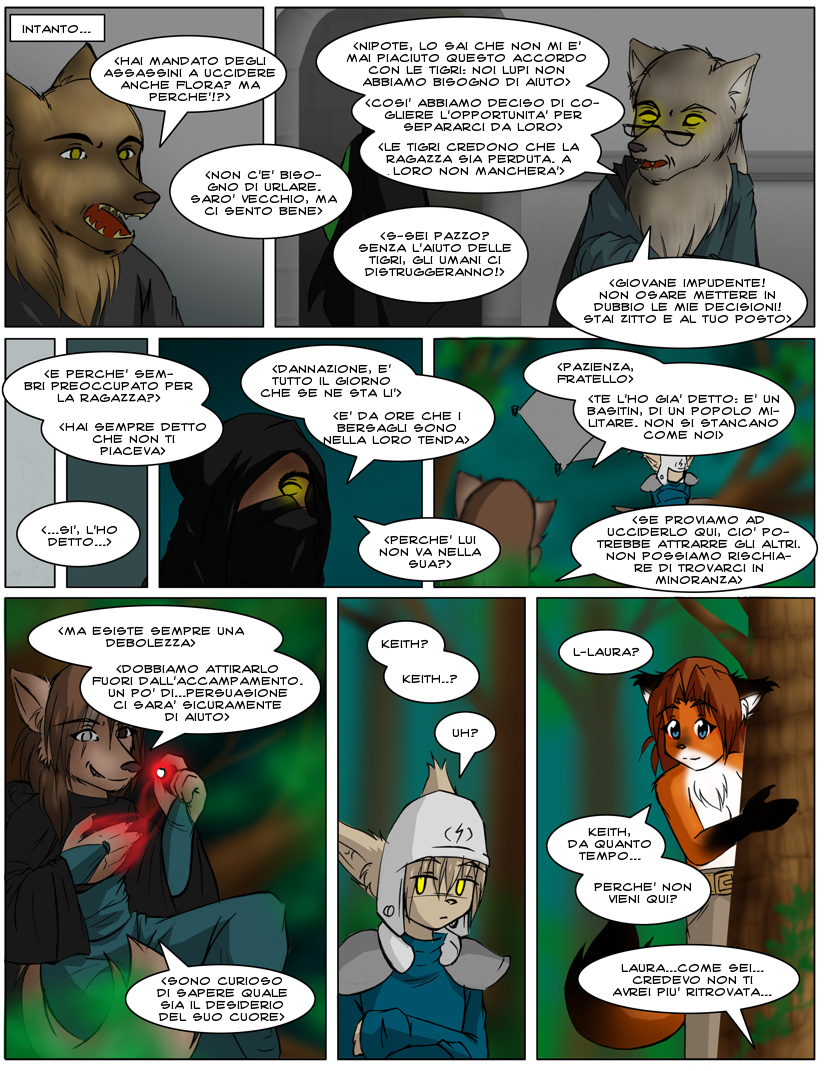 INTANTO...
<HAI MANDATO DEGLI
ASSASSINI A UCCIDERE
ANCHE FLORA? MA
PERCHE'!?>
<NON C'E' BISO-
GNO DI URLARE.
SARO' VECCHIO, MA
CI SENTO BENE>
<NIPOTE, LO SAI CHE NON MI E'
MAI PIACIUTO QUESTO ACCORDO
CON LE TIGRI: NOI LUPI NON
ABBIAMO BISOGNO DI AIUTO>
<COSI' ABBIAMO DECISO DI CO-
GLIERE L'OPPORTUNITA' PER
SEPARARCI DA LORO>
<LE TIGRI CREDONO CHE LA
RAGAZZA SIA PERDUTA. A
LORO NON MANCHERA'>
<S-SEI PAZZO?
SENZA L'AIUTO DELLE
TIGRI, GLI UMANI CI
DISTRUGGERANNO!>
<GIOVANE IMPUDENTE!
NON OSARE METTERE IN
DUBBIO LE MIE DECISIONI!
STAI ZITTO E AL TUO POSTO>
<E PERCHE' SEM-
BRI PREOCCUPATO PER
LA RAGAZZA?>
<HAI SEMPRE DETTO
CHE NON TI
PIACEVA>
<...SI', L'HO
DETTO...>
<DANNAZIONE, E'
TUTTO IL GIORNO
CHE SE NE STA LI'>
<E' DA ORE CHE I
BERSAGLI SONO
NELLA LORO TENDA>
<PERCHE' LUI
NON VA NELLA
SUA?>
<PAZIENZA,
FRATELLO>
<TE L'HO GIA' DETTO: E' UN
BASITIN, DI UN POPOLO MI-
LITARE. NON SI STANCANO
COME NOI>
<SE PROVIAMO AD
UCCIDERLO QUI, CIO' PO-
TREBBE ATTRARRE GLI ALTRI.
NON POSSIAMO RISCHIA-
RE DI TROVARCI IN
MINORANZA>
<MA ESISTE SEMPRE UNA
DEBOLEZZA>
<DOBBIAMO ATTIRARLO
FUORI DALL'ACCAMPAMENTO.
UN PO' DI...PERSUASIONE
CI SARA' SICURAMENTE
DI AIUTO>
<SONO CURIOSO
DI SAPERE QUALE
SIA IL DESIDERIO
DEL SUO CUORE>
KEITH?
KEITH..?
UH?
L-LAURA?
KEITH,
DA QUANTO
TEMPO...
PERCHE' NON
VIENI QUI?
LAURA...COME SEI...
CREDEVO NON TI
AVREI PIU' RITROVATA...